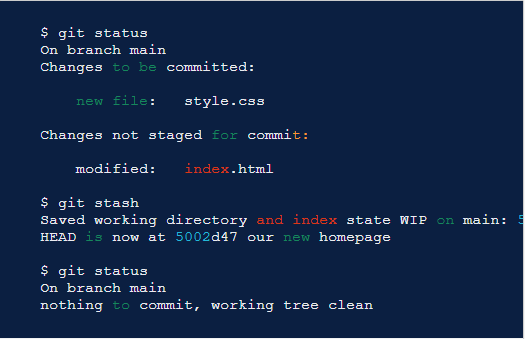 $ git status
On branch main
Changes to be committed:
new file:   style.css
Changes not staged for commit:
modified:   index.html
$ git stash
Saved working directory and index state WIP on main:
HEAD is now at 5002d47 our new homepage
$ git status
On branch main
nothing to commit, working tree clean